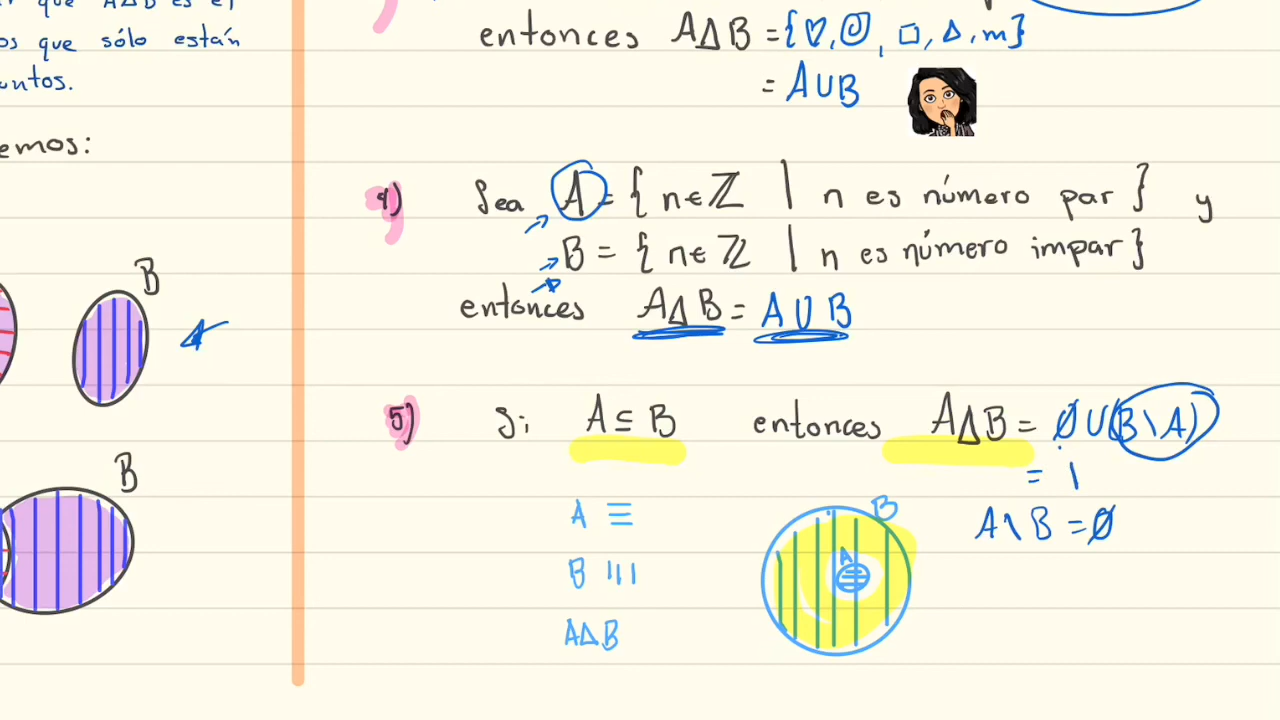 que AΔB es el
os que sólo están
untos.
emos:
B
B
entonces AΔB = {♡, @, □, Δ, m}
= A∪B
4) Sea A = { n∈ℤ | n es número par } y
B = { n∈ℤ | n es número impar}
entonces AΔB = A ∪ B
5) Si A ⊆ B entonces AΔB = ∅∪(B\A)
=
A\B = ∅
A ≡
B |||
AΔB
B
A